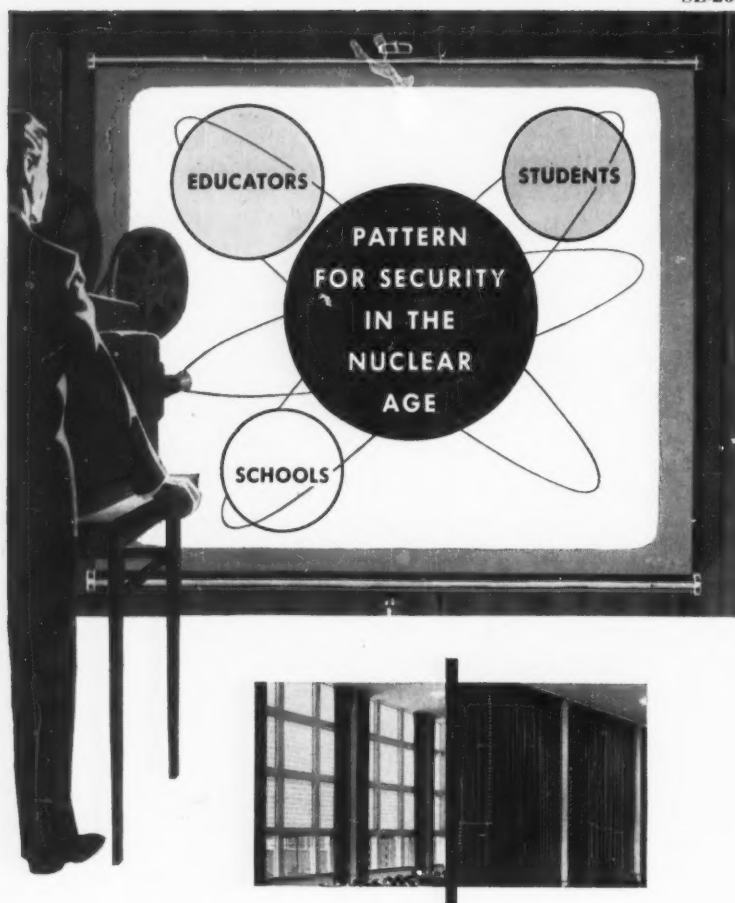 EDUCATORS
STUDENTS
PATTERN
FOR SECURITY
IN THE
NUCLEAR
AGE
SCHOOLS